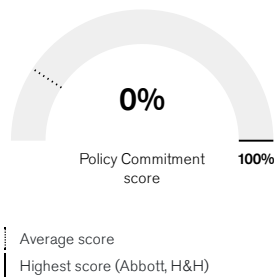 0%
Policy Commitment
score
100%
Average score
Highest score (Abbott, H&H)